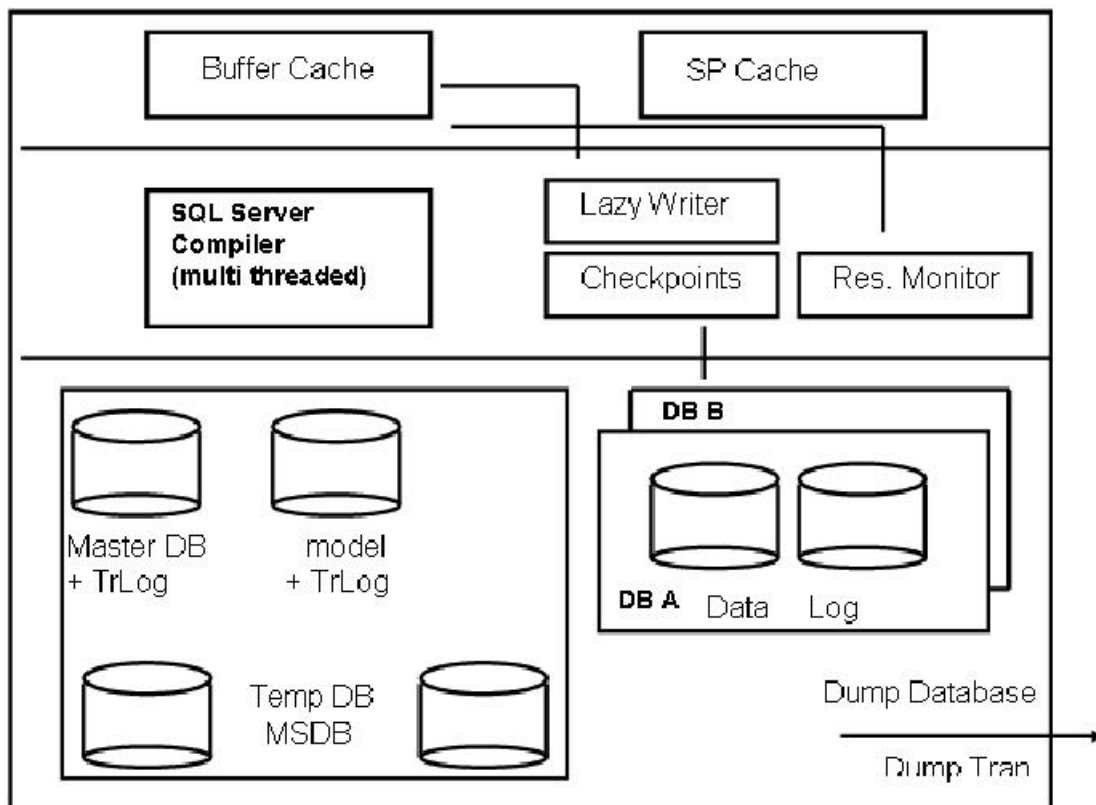 Buffer Cache
SP Cache
SQL Server
Compiler
(multi threaded)
Lazy Writer
Checkpoints
Res. Monitor
Master DB
+ TrLog
model
+ TrLog
Temp DB
MSDB
DB B
DB A
Data
Log
Dump Database
Dump Tran